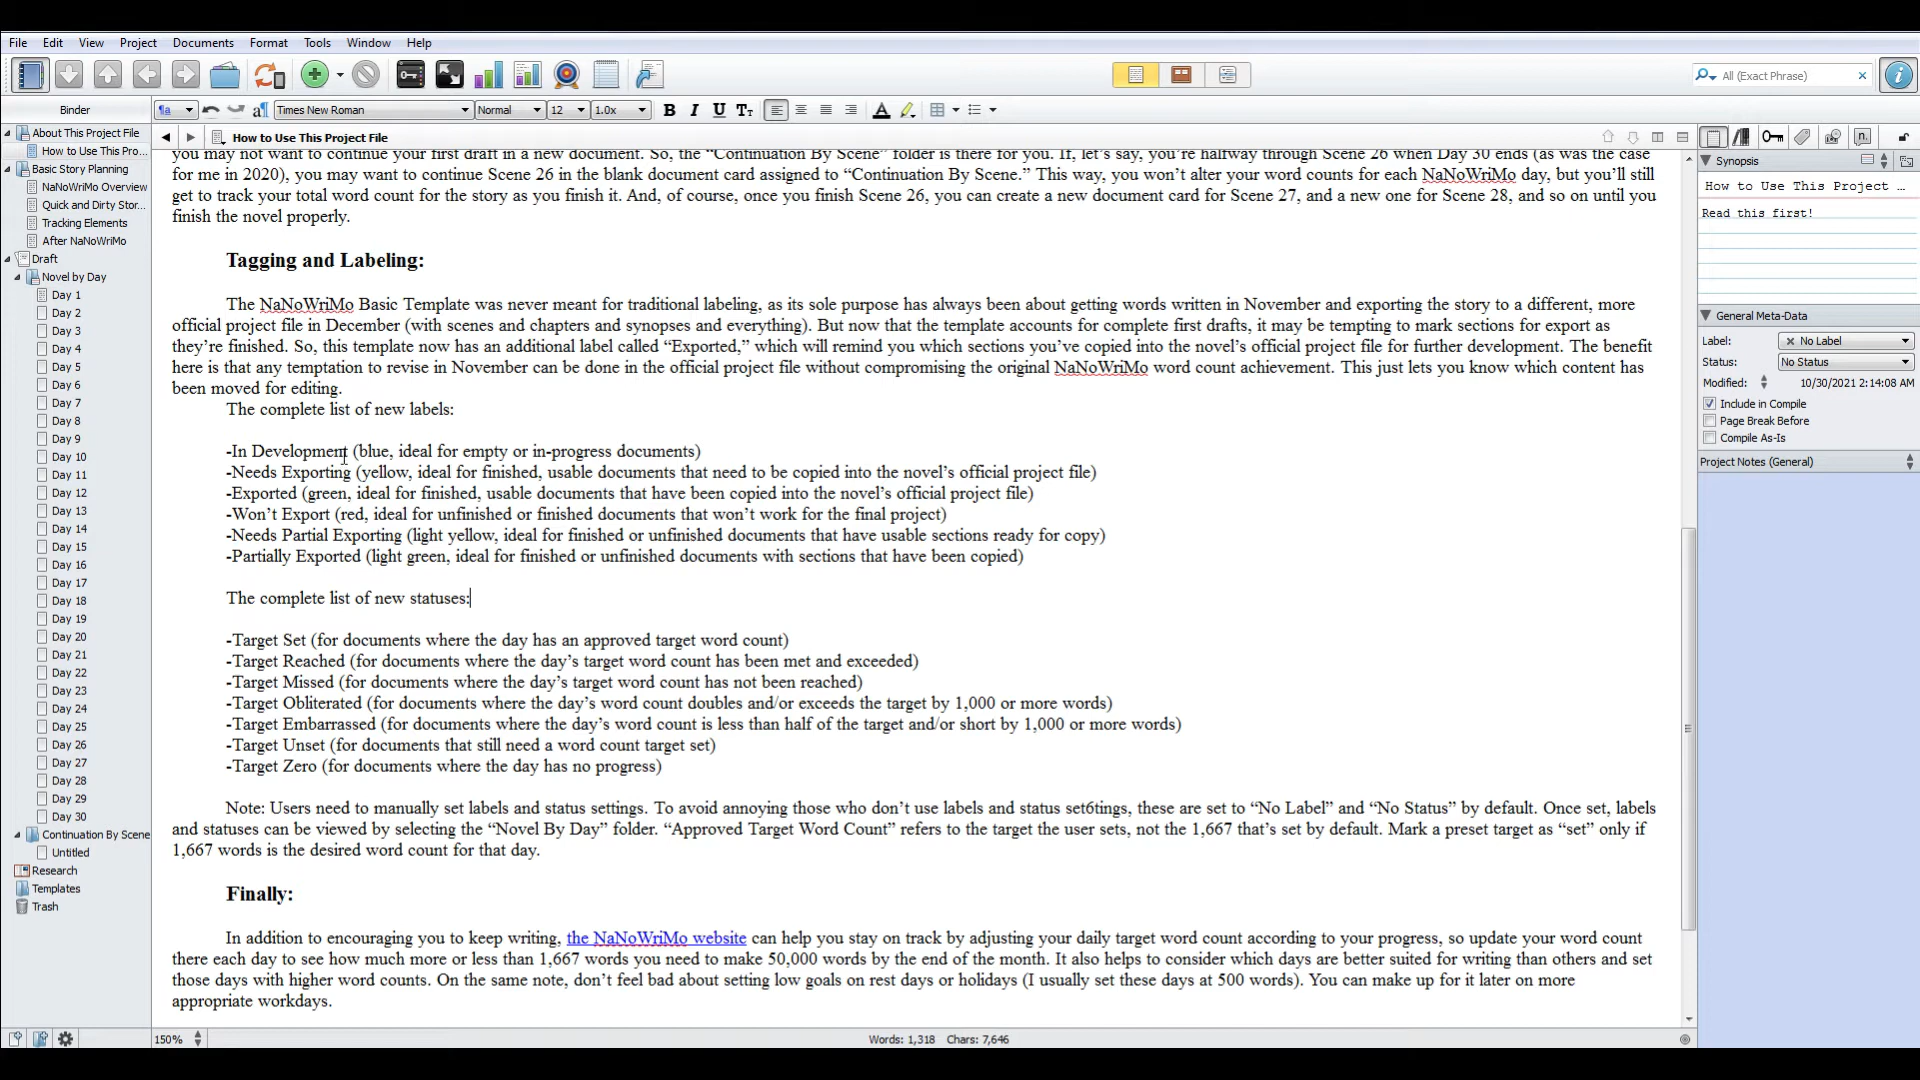 File Edit View Project Documents Format Tools Window Help
All (Exact Phrase)
Binder
¶a Times New Roman Normal 12 1.0x B I U
How to Use This Project File
About This Project File
How to Use This Pro...
Basic Story Planning
NaNoWriMo Overview
Quick and Dirty Stor...
Tracking Elements
After NaNoWriMo
Draft
Novel by Day
Day 1
Day 2
Day 3
Day 4
Day 5
Day 6
Day 7
Day 8
Day 9
Day 10
Day 11
Day 12
Day 13
Day 14
Day 15
Day 16
Day 17
Day 18
Day 19
Day 20
Day 21
Day 22
Day 23
Day 24
Day 25
Day 26
Day 27
Day 28
Day 29
Day 30
Continuation By Scene
Untitled
Research
Templates
Trash
you may not want to continue your first draft in a new document. So, the “Continuation By Scene” folder is there for you. If, let’s say, you’re halfway through Scene 26 when Day 30 ends (as was the case
for me in 2020), you may want to continue Scene 26 in the blank document card assigned to “Continuation By Scene.” This way, you won’t alter your word counts for each NaNoWriMo day, but you’ll still
get to track your total word count for the story as you finish it. And, of course, once you finish Scene 26, you can create a new document card for Scene 27, and a new one for Scene 28, and so on until you
finish the novel properly.
Tagging and Labeling:
The NaNoWriMo Basic Template was never meant for traditional labeling, as its sole purpose has always been about getting words written in November and exporting the story to a different, more
official project file in December (with scenes and chapters and synopses and everything). But now that the template accounts for complete first drafts, it may be tempting to mark sections for export as
they’re finished. So, this template now has an additional label called “Exported,” which will remind you which sections you’ve copied into the novel’s official project file for further development. The benefit
here is that any temptation to revise in November can be done in the official project file without compromising the original NaNoWriMo word count achievement. This just lets you know which content has
been moved for editing.
The complete list of new labels:
-In Development (blue, ideal for empty or in-progress documents)
-Needs Exporting (yellow, ideal for finished, usable documents that need to be copied into the novel’s official project file)
-Exported (green, ideal for finished, usable documents that have been copied into the novel’s official project file)
-Won’t Export (red, ideal for unfinished or finished documents that won’t work for the final project)
-Needs Partial Exporting (light yellow, ideal for finished or unfinished documents that have usable sections ready for copy)
-Partially Exported (light green, ideal for finished or unfinished documents with sections that have been copied)
The complete list of new statuses:
-Target Set (for documents where the day has an approved target word count)
-Target Reached (for documents where the day’s target word count has been met and exceeded)
-Target Missed (for documents where the day’s target word count has not been reached)
-Target Obliterated (for documents where the day’s word count doubles and/or exceeds the target by 1,000 or more words)
-Target Embarrassed (for documents where the day’s word count is less than half of the target and/or short by 1,000 or more words)
-Target Unset (for documents that still need a word count target set)
-Target Zero (for documents where the day has no progress)
Note: Users need to manually set labels and status settings. To avoid annoying those who don’t use labels and status set6tings, these are set to “No Label” and “No Status” by default. Once set, labels
and statuses can be viewed by selecting the “Novel By Day” folder. “Approved Target Word Count” refers to the target the user sets, not the 1,667 that’s set by default. Mark a preset target as “set” only if
1,667 words is the desired word count for that day.
Finally:
In addition to encouraging you to keep writing, the NaNoWriMo website can help you stay on track by adjusting your daily target word count according to your progress, so update your word count
there each day to see how much more or less than 1,667 words you need to make 50,000 words by the end of the month. It also helps to consider which days are better suited for writing than others and set
those days with higher word counts. On the same note, don’t feel bad about setting low goals on rest days or holidays (I usually set these days at 500 words). You can make up for it later on more
appropriate workdays.
150%
Words: 1,318 Chars: 7,646
Synopsis
How to Use This Project ...
Read this first!
General Meta-Data
Label: No Label
Status: No Status
Modified: 10/30/2021 2:14:08 AM
Include in Compile
Page Break Before
Compile As-Is
Project Notes (General)